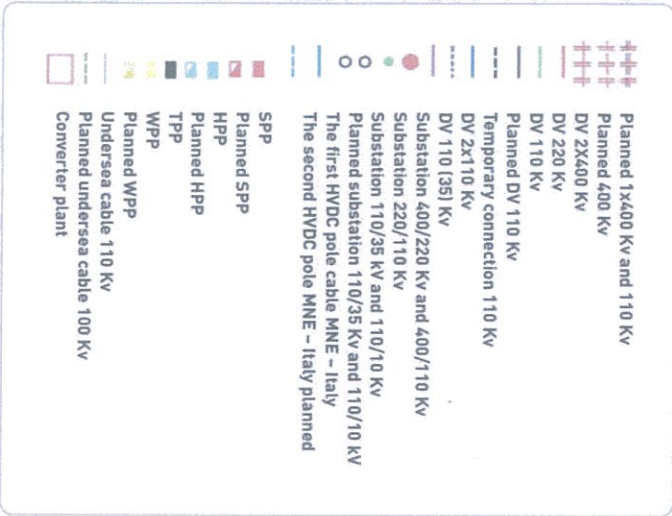 Planned 1x400 Kv and 110 Kv
Planned 400 Kv
DV 2X400 Kv
DV 220 Kv
DV 110 Kv
Planned DV 110 Kv
Temporary connection 110 Kv
DV 2x110 Kv
DV 110 (35) Kv
Substation 400/220 Kv and 400/110 Kv
Substation 220/110 Kv
Substation 110/35 kV and 110/10 Kv
Planned substation 110/35 Kv and 110/10 kV
The first HVDC pole cable MNE – Italy
The second HVDC pole MNE – Italy planned
SPP
Planned SPP
HPP
Planned HPP
TPP
WPP
Planned WPP
Undersea cable 110 Kv
Planned undersea cable 100 Kv
Converter plant